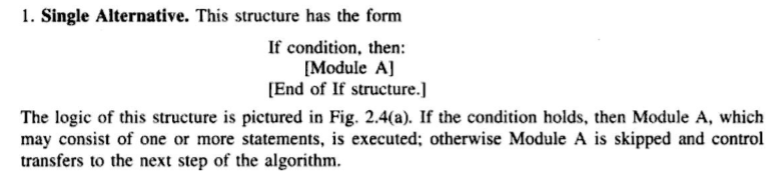 1. Single Alternative. This structure has the form
If condition, then:
[Module A]
[End of If structure.]
The logic of this structure is pictured in Fig. 2.4(a). If the condition holds, then Module A, which
may consist of one or more statements, is executed; otherwise Module A is skipped and control
transfers to the next step of the algorithm.